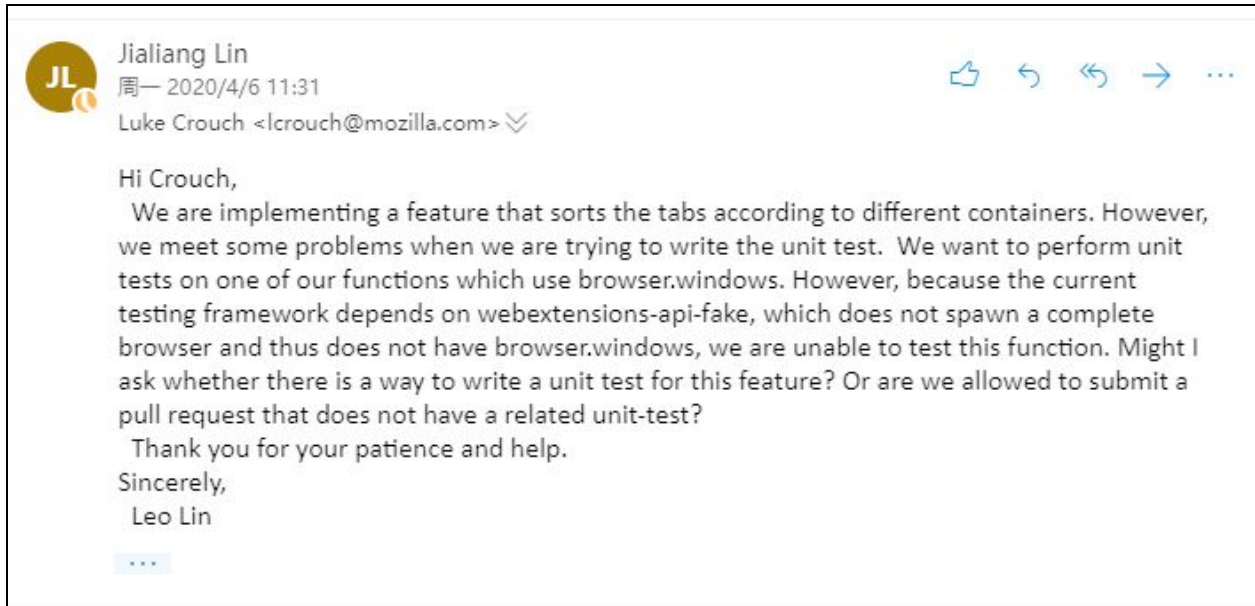 JL
Jialiang Lin
周一 2020/4/6 11:31
Luke Crouch <lcrouch@mozilla.com>
Hi Crouch,
We are implementing a feature that sorts the tabs according to different containers. However,
we meet some problems when we are trying to write the unit test.  We want to perform unit
tests on one of our functions which use browser.windows. However, because the current
testing framework depends on webextensions-api-fake, which does not spawn a complete
browser and thus does not have browser.windows, we are unable to test this function. Might I
ask whether there is a way to write a unit test for this feature? Or are we allowed to submit a
pull request that does not have a related unit-test?
Thank you for your patience and help.
Sincerely,
Leo Lin